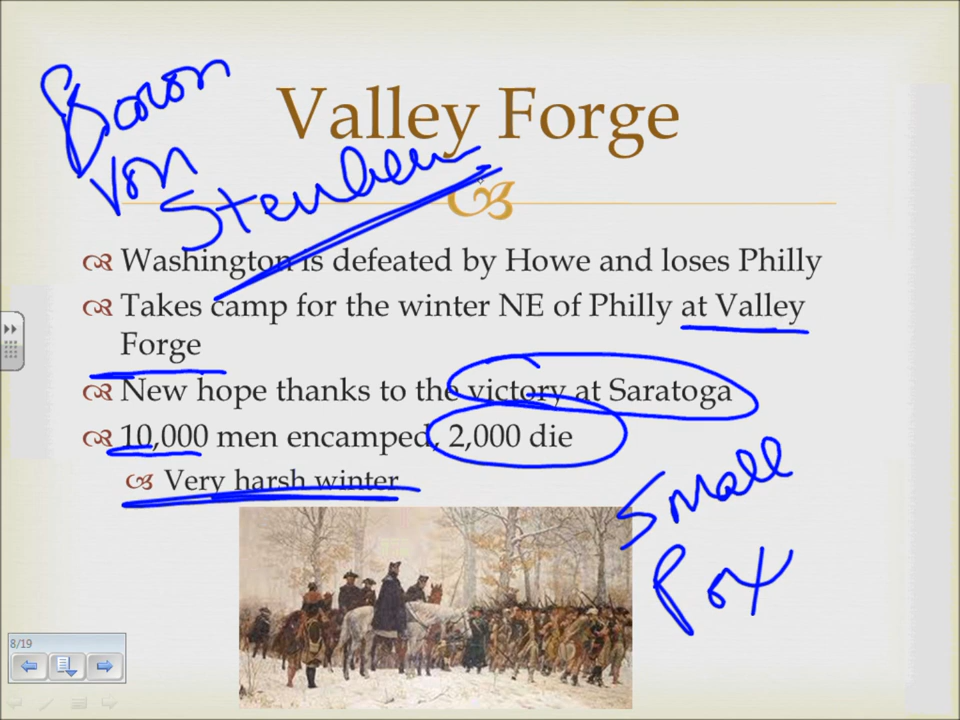 Baron
von
Steuben
Valley Forge
Washington is defeated by Howe and loses Philly
Takes camp for the winter NE of Philly at Valley
Forge
New hope thanks to the victory at Saratoga
10,000 men encamped, 2,000 die
Very harsh winter
Small
Pox
8/19